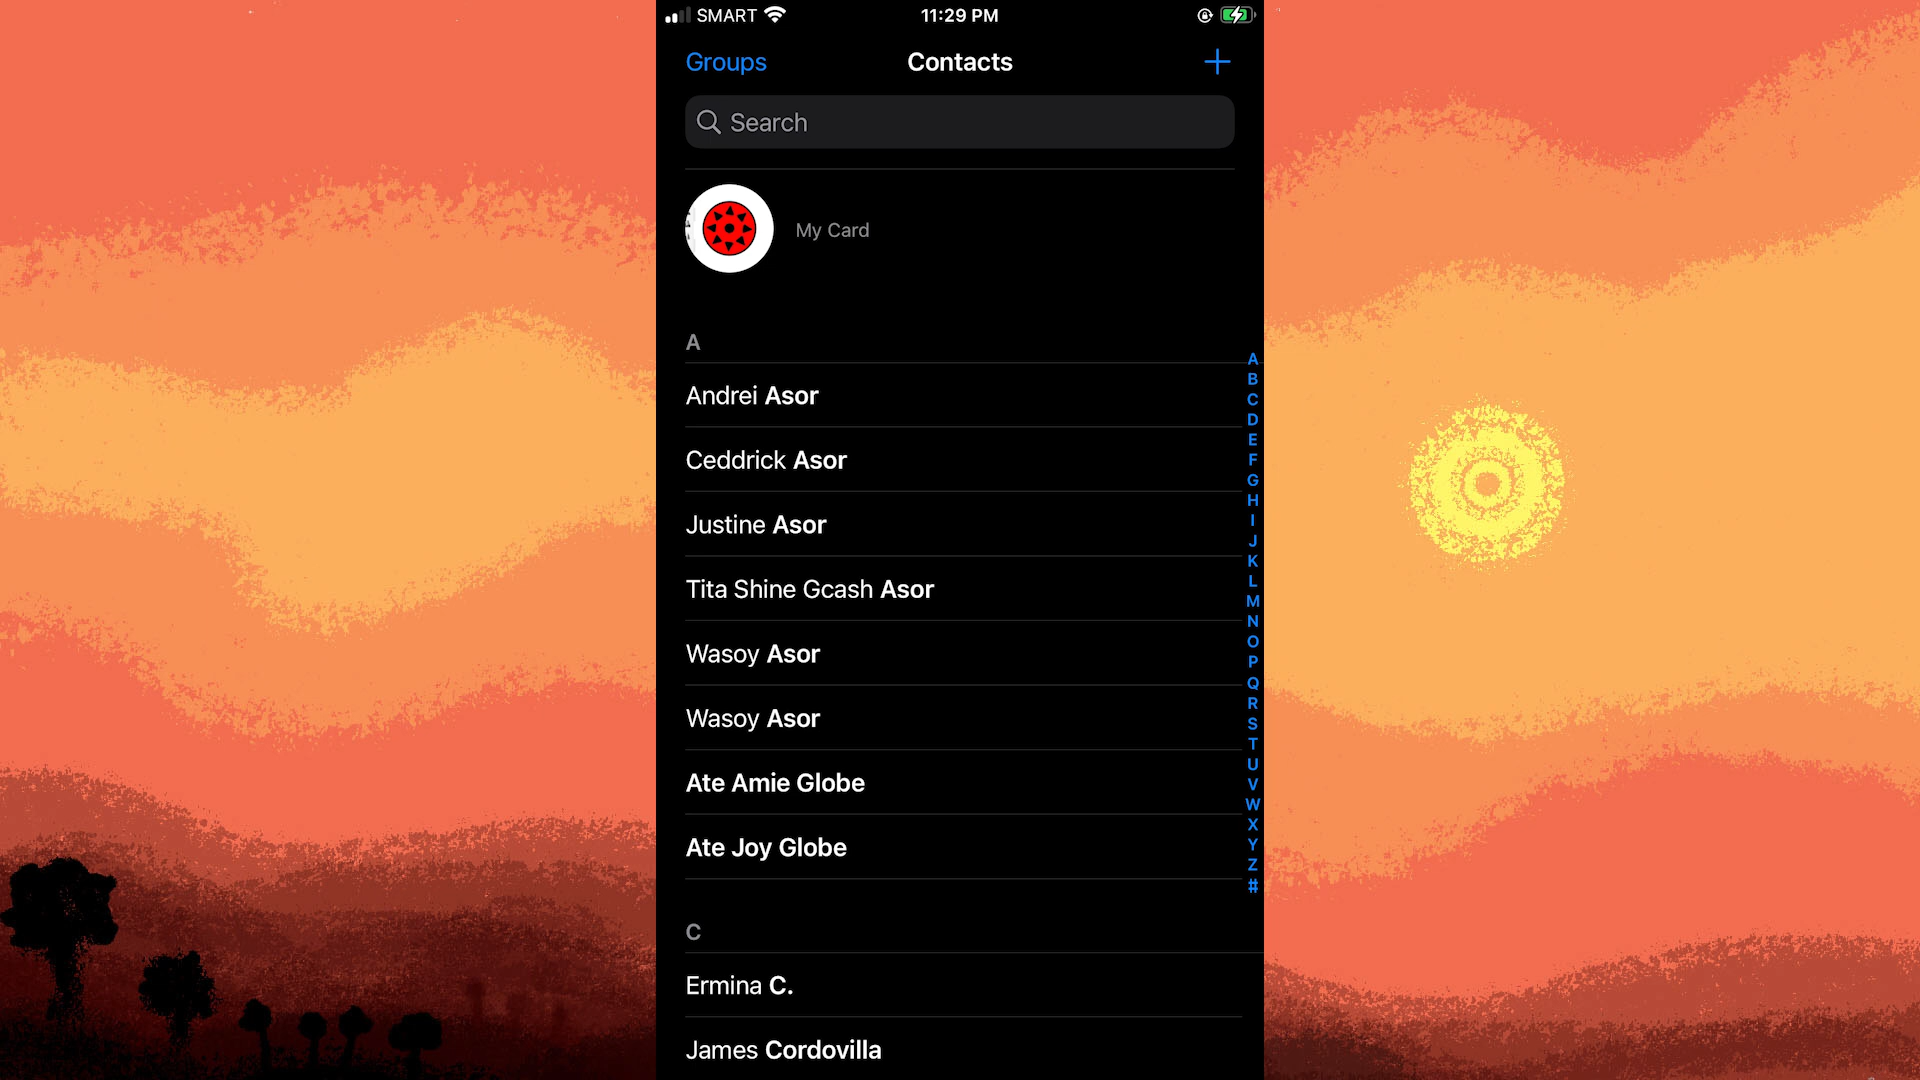 SMART 11:29 PM
Groups Contacts +
Search
My Card
A
Andrei Asor
Ceddrick Asor
Justine Asor
Tita Shine Gcash Asor
Wasoy Asor
Wasoy Asor
Ate Amie Globe
Ate Joy Globe
C
Ermina C.
James Cordovilla
A
B
C
D
E
F
G
H
I
J
K
L
M
N
O
P
Q
R
S
T
U
V
W
X
Y
Z
#